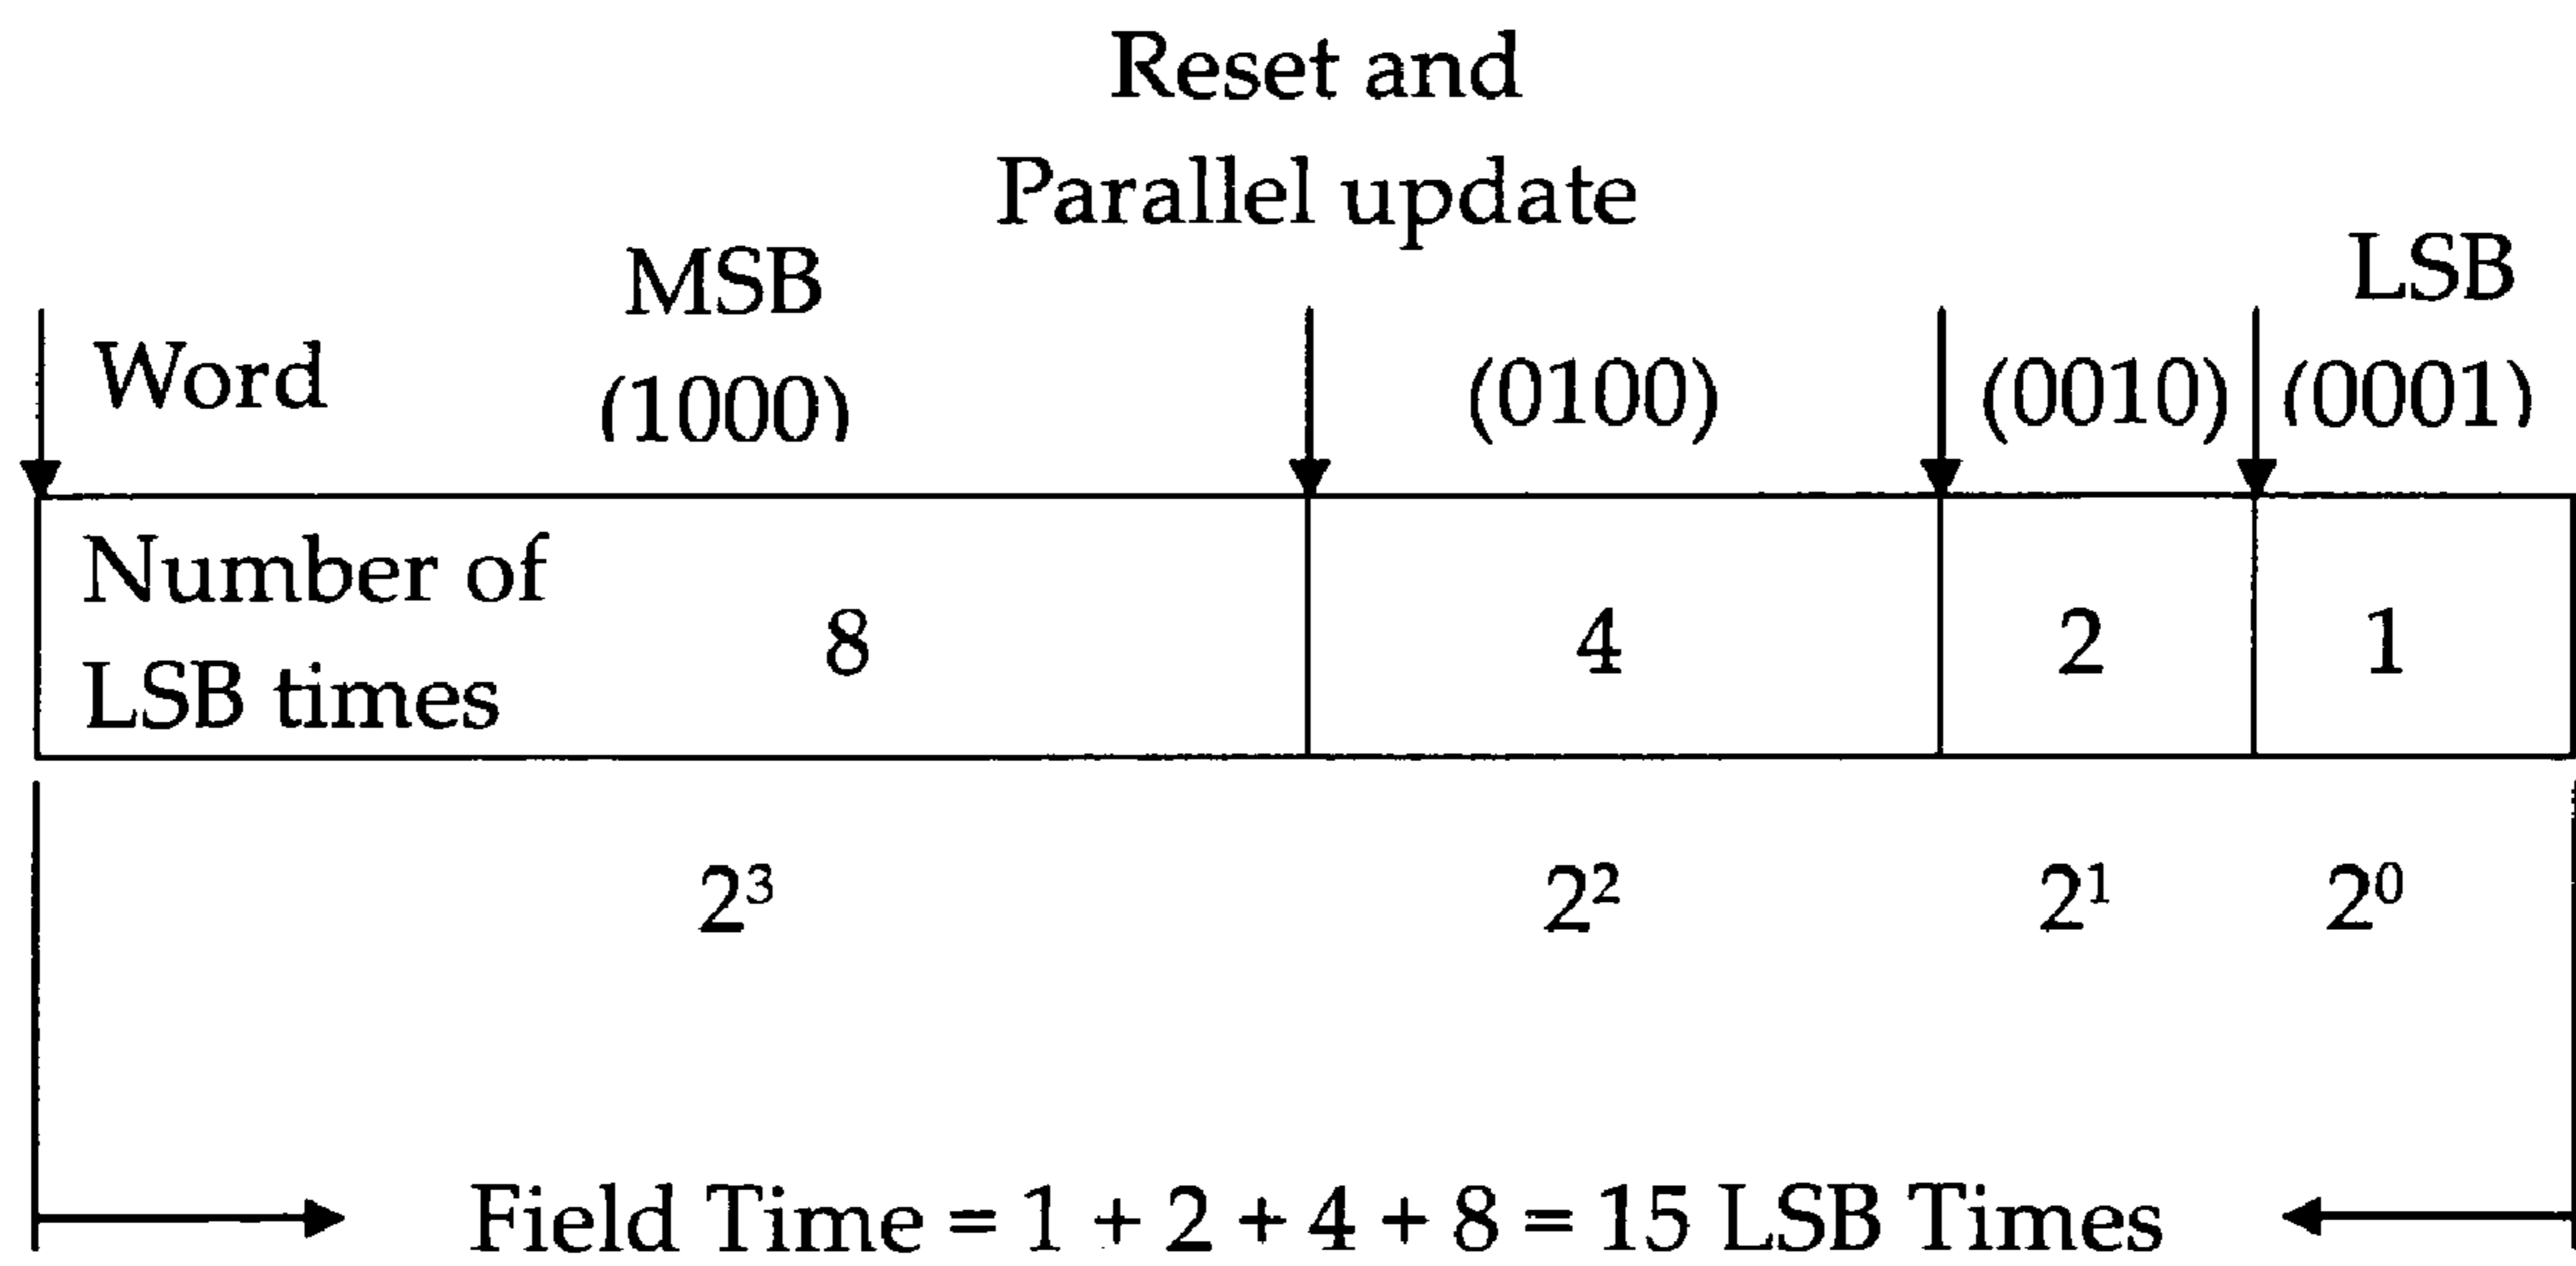 Reset and
Parallel update
MSB
LSB
Word
(1000)
(0100)
(0010)
(0001)
Number of
LSB times
8
4
2
1
2³
2²
2¹
2⁰
Field Time = 1 + 2 + 4 + 8 = 15 LSB Times